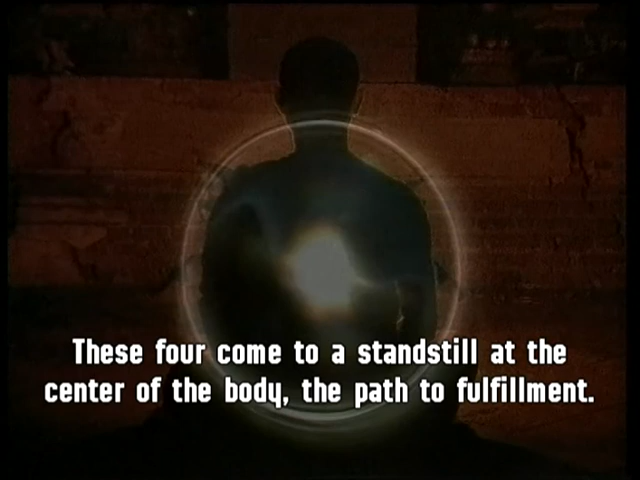 These four come to a standstill at the
center of the body, the path to fulfillment.